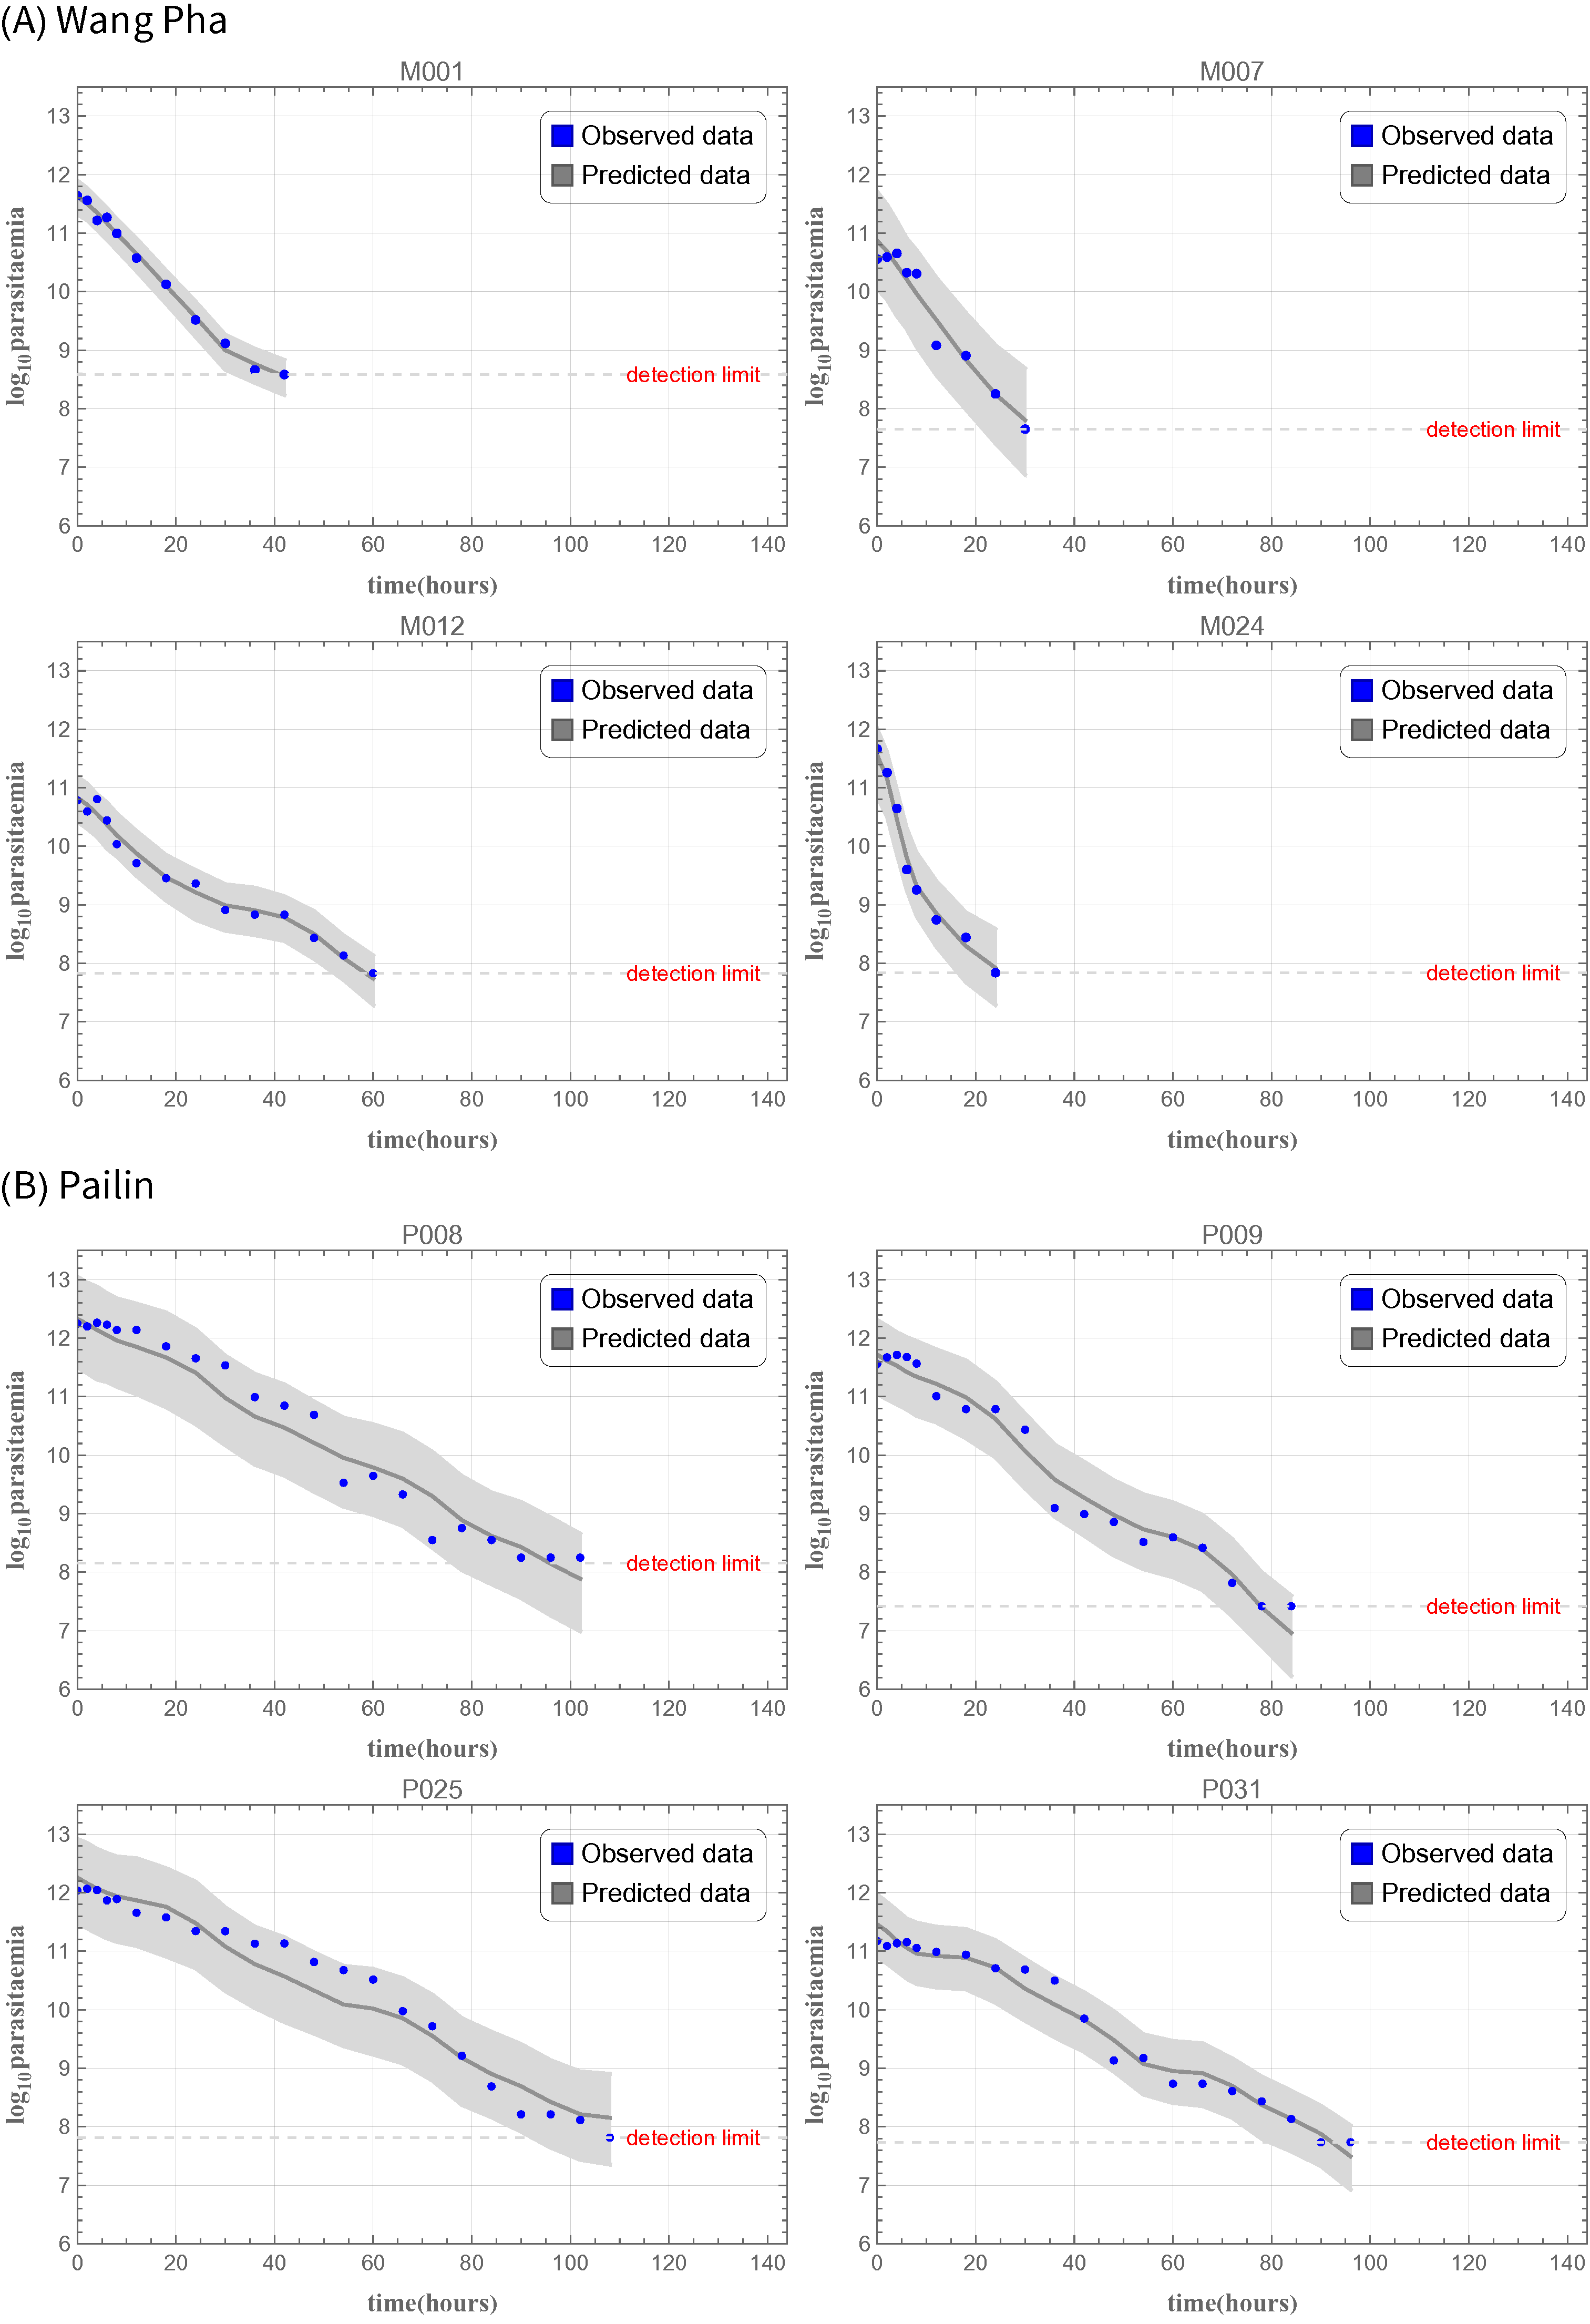 (A) Wang Pha
M001
M007
13
12
11
10
9
8
7
6
log10parasitaemia
Observed data
Predicted data
detection limit
0 20 40 60 80 100 120 140
time(hours)
13
12
11
10
9
8
7
6
log10parasitaemia
Observed data
Predicted data
detection limit
0 20 40 60 80 100 120 140
time(hours)
M012
M024
13
12
11
10
9
8
7
6
log10parasitaemia
Observed data
Predicted data
detection limit
0 20 40 60 80 100 120 140
time(hours)
13
12
11
10
9
8
7
6
log10parasitaemia
Observed data
Predicted data
detection limit
0 20 40 60 80 100 120 140
time(hours)
(B) Pailin
P008
P009
13
12
11
10
9
8
7
6
log10parasitaemia
Observed data
Predicted data
detection limit
0 20 40 60 80 100 120 140
time(hours)
13
12
11
10
9
8
7
6
log10parasitaemia
Observed data
Predicted data
detection limit
0 20 40 60 80 100 120 140
time(hours)
P025
P031
13
12
11
10
9
8
7
6
log10parasitaemia
Observed data
Predicted data
detection limit
0 20 40 60 80 100 120 140
time(hours)
13
12
11
10
9
8
7
6
log10parasitaemia
Observed data
Predicted data
detection limit
0 20 40 60 80 100 120 140
time(hours)